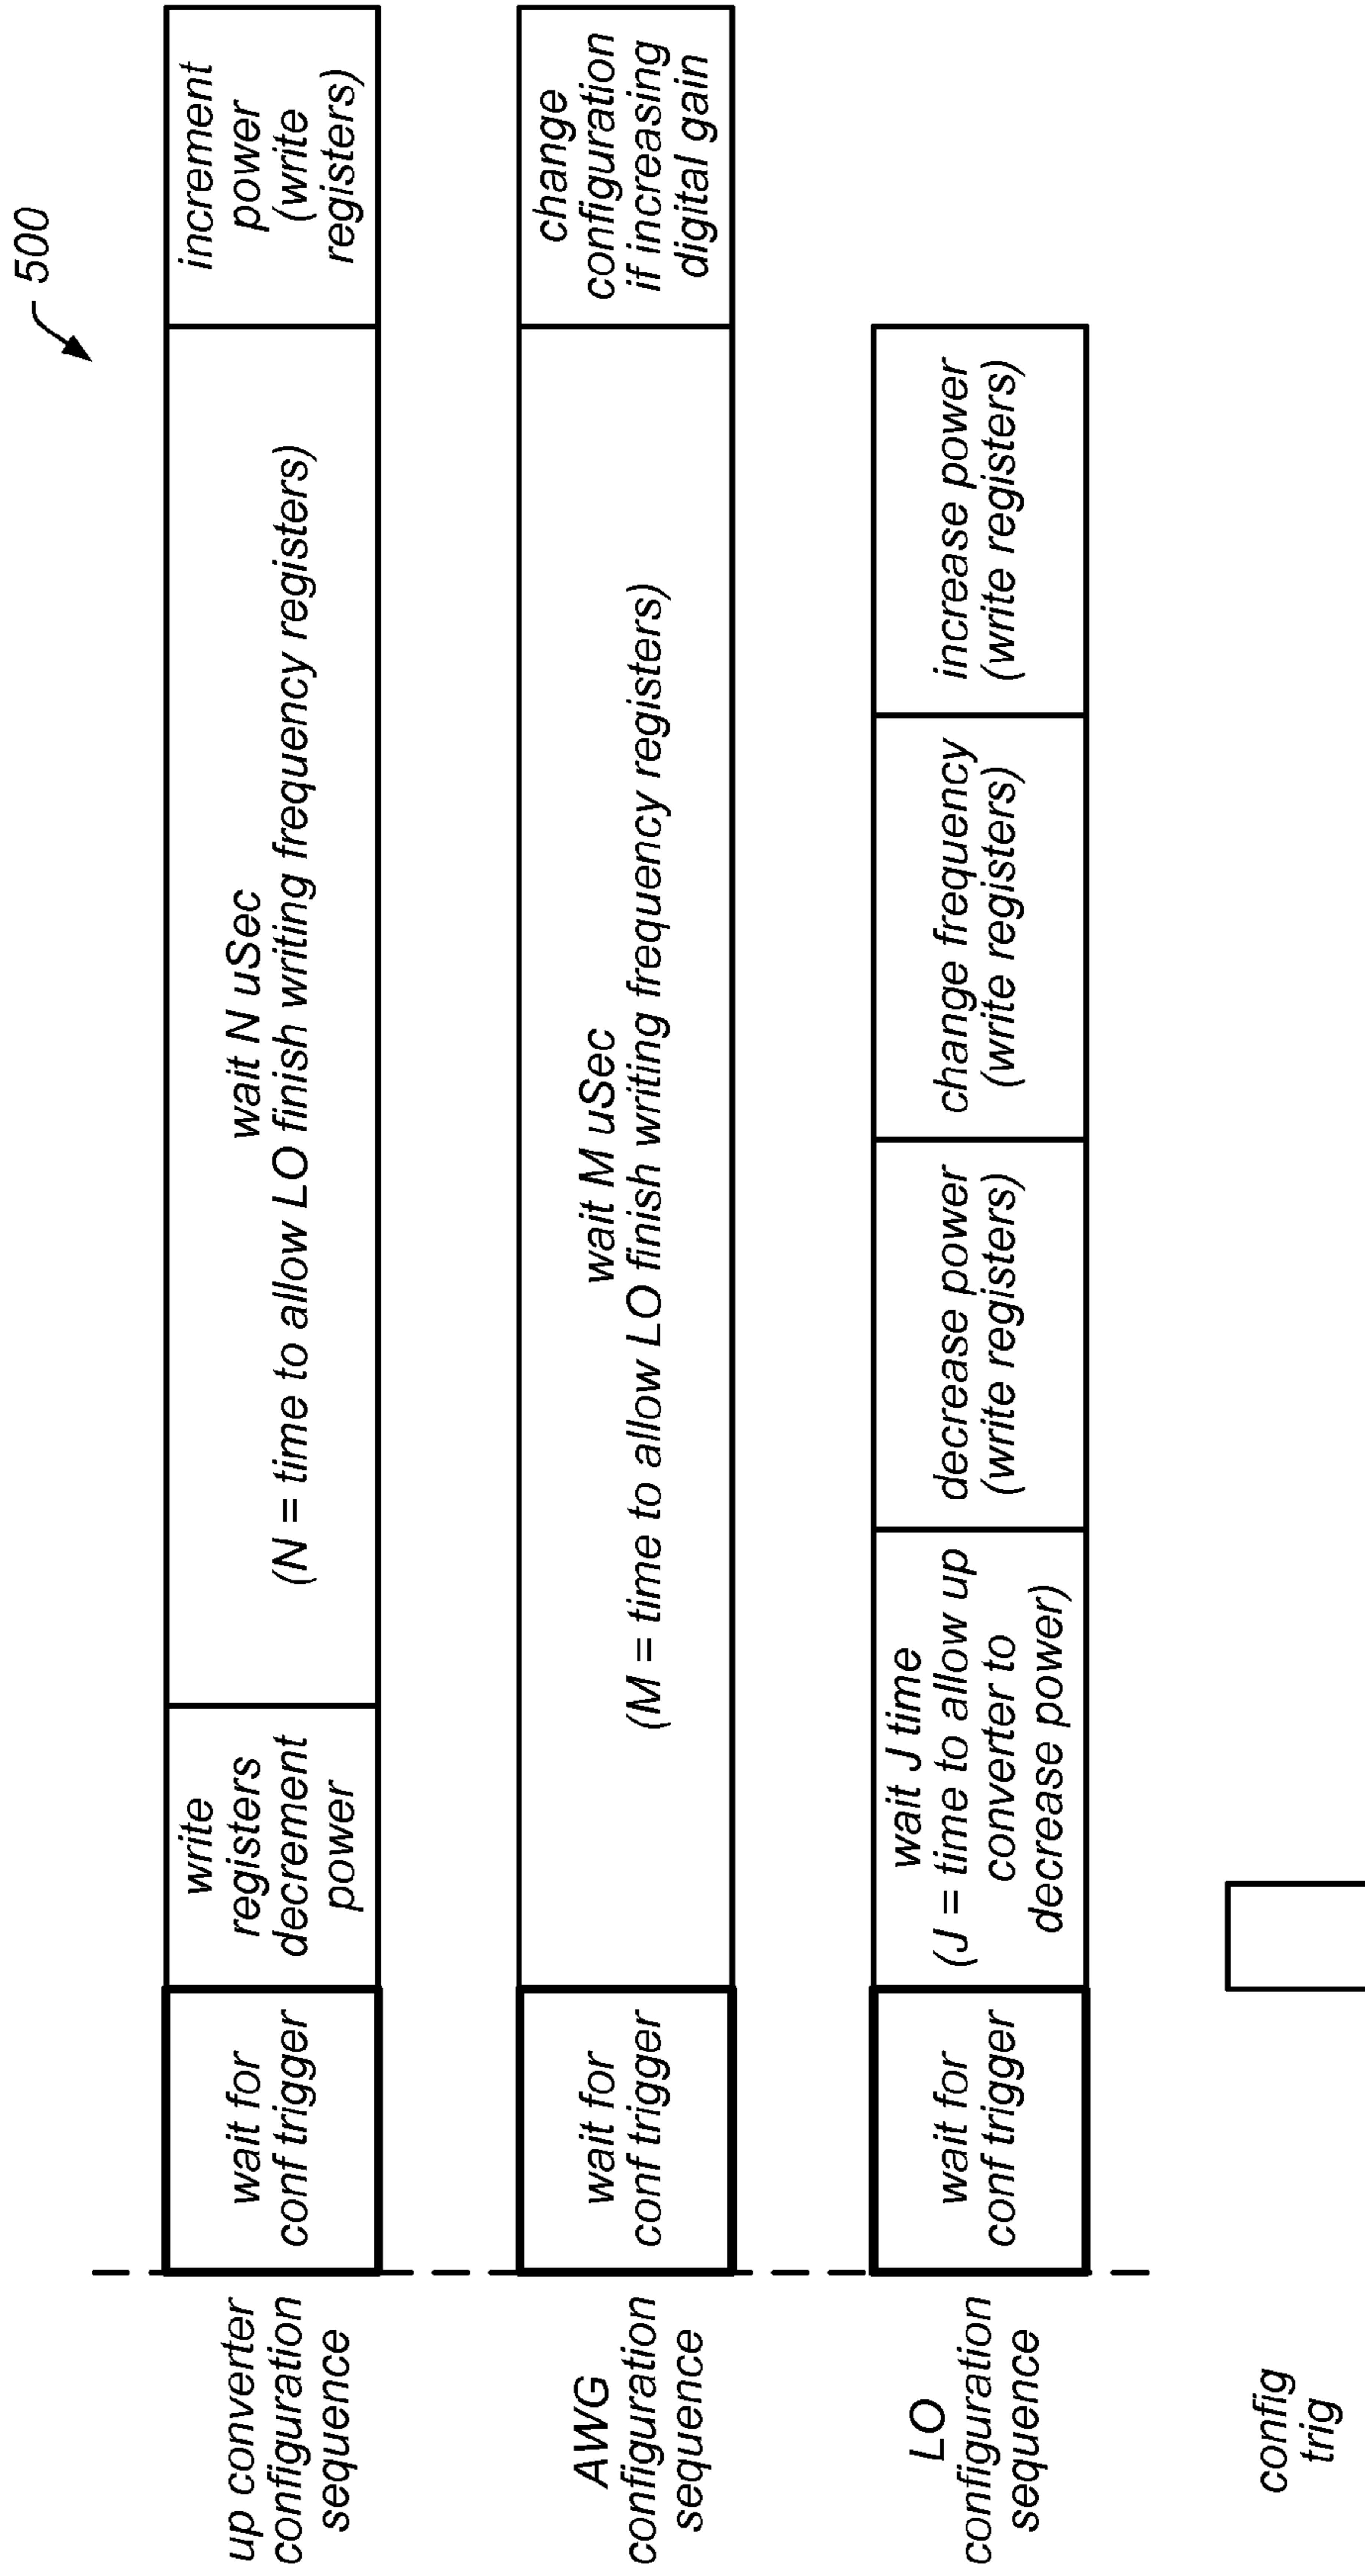 500
up converter
configuration
sequence
wait for
conf trigger
write
registers
decrement
power
wait N uSec
(N = time to allow LO finish writing frequency registers)
increment
power
(write
registers)
AWG
configuration
sequence
wait for
conf trigger
wait M uSec
(M = time to allow LO finish writing frequency registers)
change
configuration
if increasing
digital gain
LO
configuration
sequence
wait for
conf trigger
wait J time
(J = time to allow up
converter to
decrease power)
decrease power
(write registers)
change frequency
(write registers)
increase power
(write registers)
config
trig